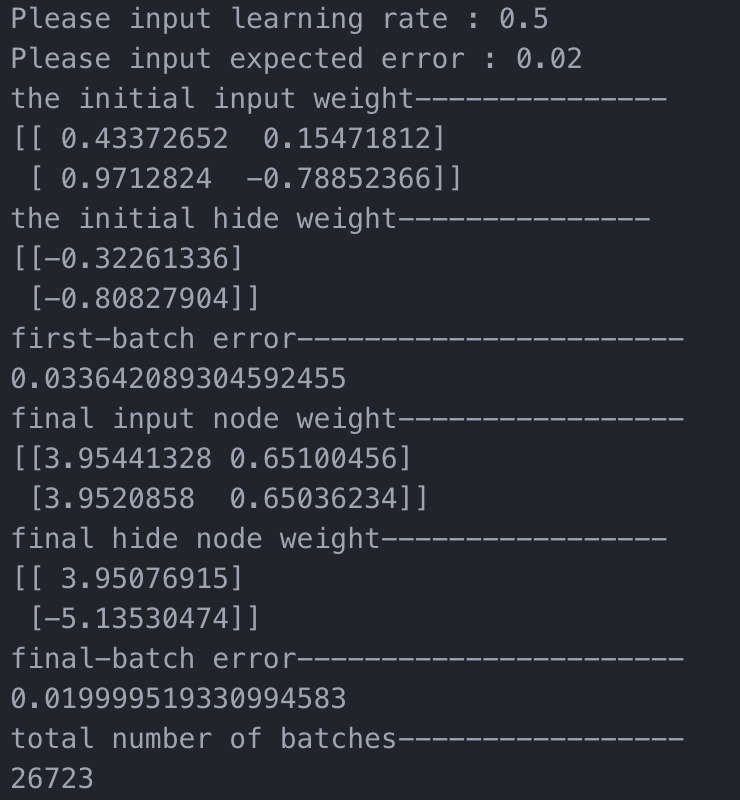 Please input learning rate : 0.5
Please input expected error : 0.02
the initial input weight---------------
[[ 0.43372652  0.15471812]
 [ 0.9712824  -0.78852366]]
the initial hide weight---------------
[[-0.32261336]
 [-0.80827904]]
first-batch error-----------------------
0.033642089304592455
final input node weight-----------------
[[3.95441328 0.65100456]
 [3.9520858  0.65036234]]
final hide node weight-----------------
[[ 3.95076915]
 [-5.13530474]]
final-batch error-----------------------
0.019999519330994583
total number of batches-----------------
26723